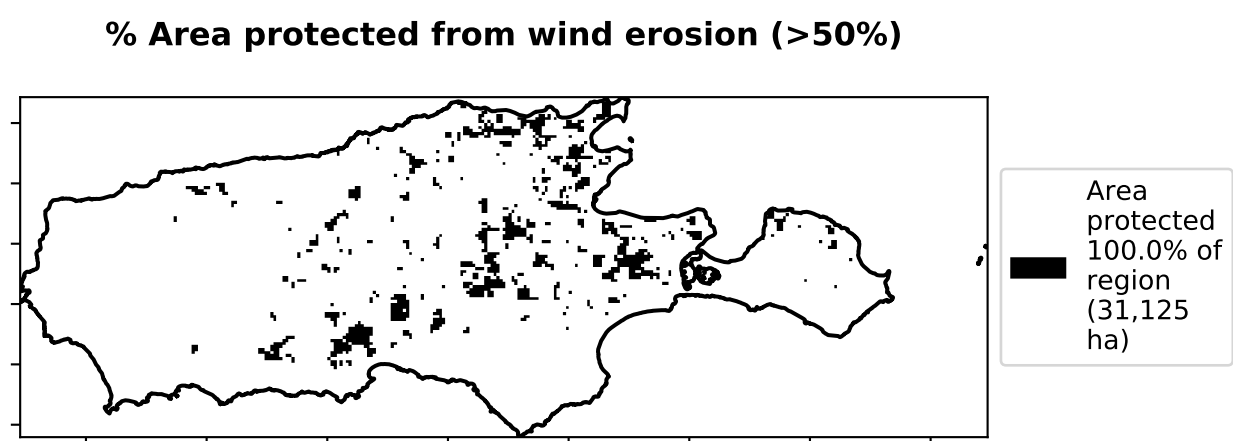 % Area protected from wind erosion (>50%)
Area
protected
100.0% of
region
(31,125
ha)